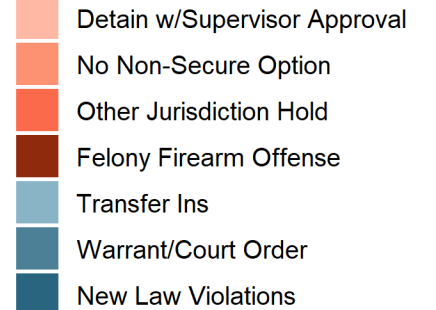 Detain w/Supervisor Approval
No Non-Secure Option
Other Jurisdiction Hold
Felony Firearm Offense
Transfer Ins
Warrant/Court Order
New Law Violations